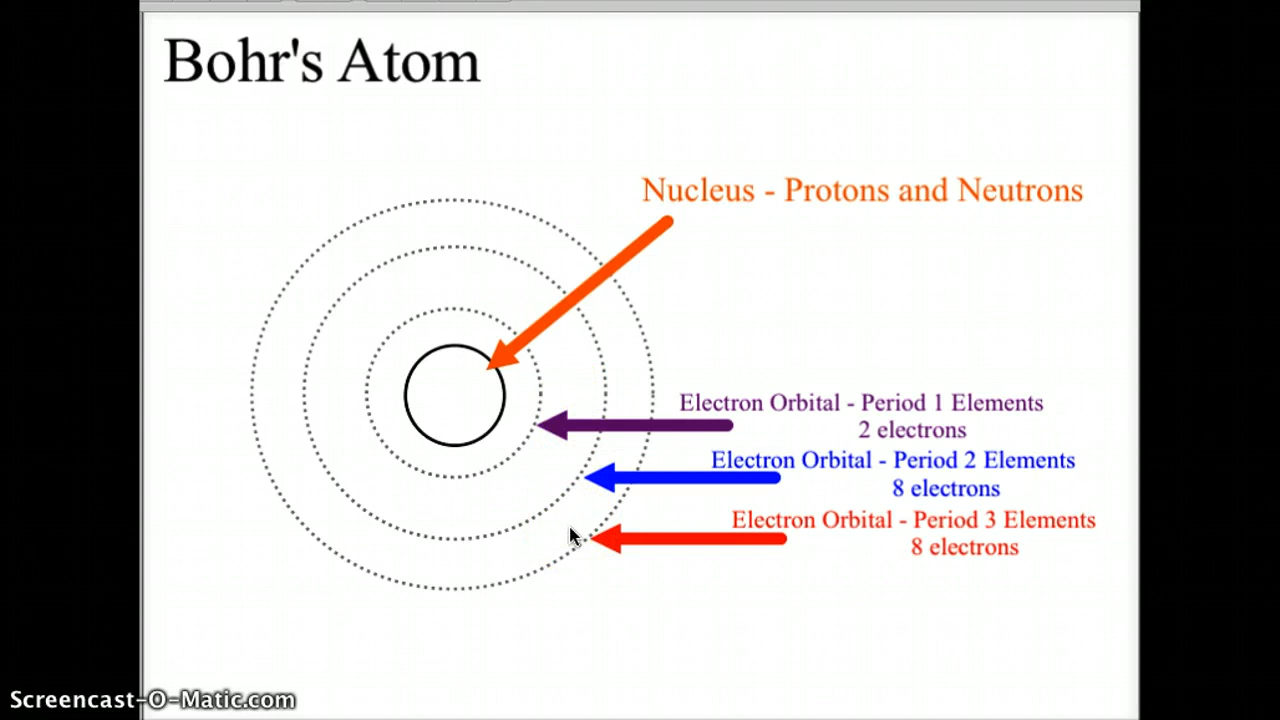 Bohr's Atom
Nucleus - Protons and Neutrons
Electron Orbital - Period 1 Elements
2 electrons
Electron Orbital - Period 2 Elements
8 electrons
Electron Orbital - Period 3 Elements
8 electrons
Screencast-O-Matic.com